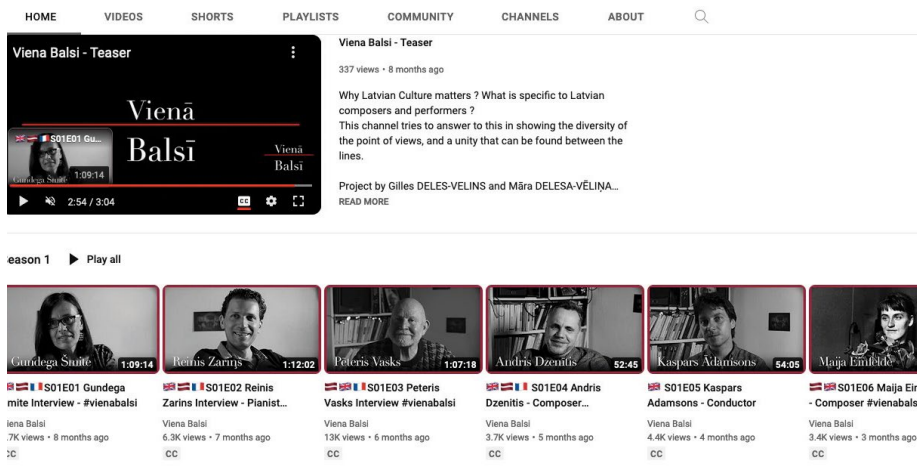 HOME VIDEOS SHORTS PLAYLISTS COMMUNITY CHANNELS ABOUT
Viena Balsi - Teaser
Vienā
Balsī
S01E01 Gu...
Gundega Šmite
1:09:14
Vienā
Balsī
2:54 / 3:04
CC
Viena Balsi - Teaser
337 views • 8 months ago
Why Latvian Culture matters ? What is specific to Latvian
composers and performers ?
This channel tries to answer to this in showing the diversity of
the point of views, and a unity that can be found between the
lines.
Project by Gilles DELES-VELINS and Māra DELESA-VĒLIŅA...
READ MORE
eason 1 Play all
Gundega Šmite 1:09:14
S01E01 Gundega
mite Interview - #vienabalsi
iena Balsi
.7K views • 8 months ago
CC
Reinis Zariņš 1:12:02
S01E02 Reinis
Zarins Interview - Pianist...
Viena Balsi
6.3K views • 7 months ago
CC
Pēteris Vasks 1:07:18
S01E03 Peteris
Vasks Interview #vienabalsi
Viena Balsi
13K views • 6 months ago
CC
Andris Dzenītis 52:45
S01E04 Andris
Dzenitis - Composer...
Viena Balsi
3.7K views • 5 months ago
CC
Kaspars Ādamsons 54:05
S01E05 Kaspars
Adamsons - Conductor
Viena Balsi
4.4K views • 4 months ago
CC
Maija Einfelde
S01E06 Maija Ei
- Composer #vienabals
Viena Balsi
3.4K views • 3 months ago
CC